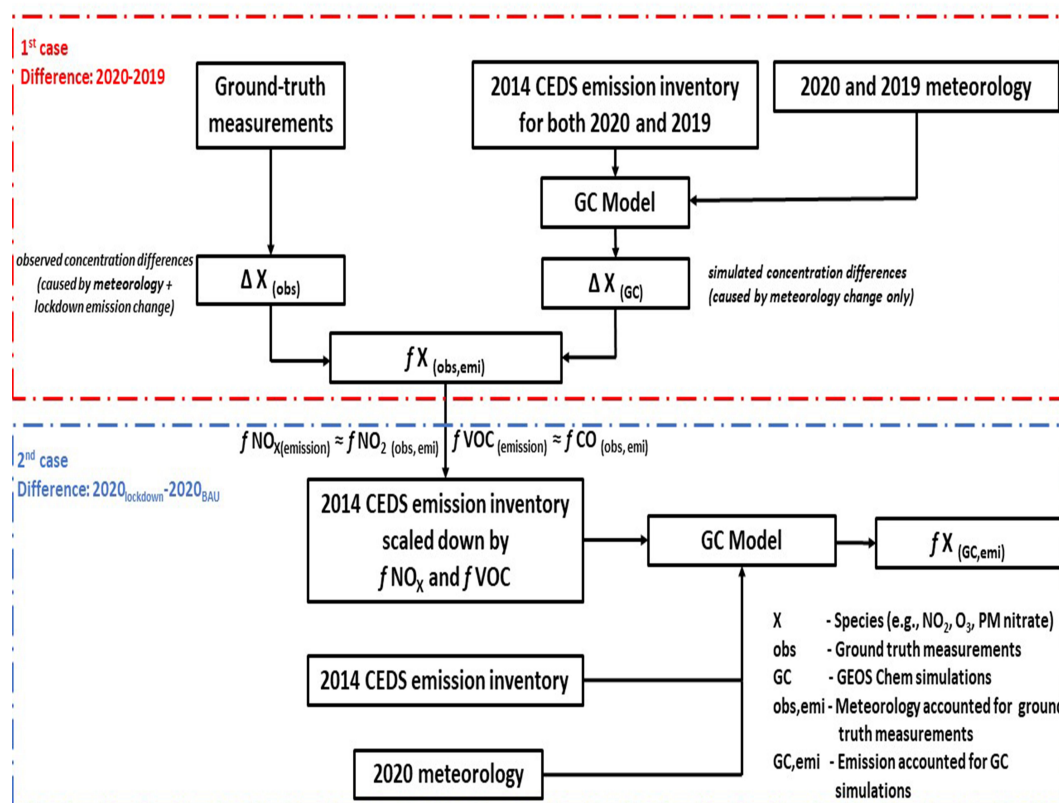 1st case
Difference: 2020-2019
Ground-truth
measurements
2014 CEDS emission inventory
for both 2020 and 2019
2020 and 2019 meteorology
GC Model
observed concentration differences
(caused by meteorology +
lockdown emission change)
Δ X (obs)
Δ X (GC)
simulated concentration differences
(caused by meteorology change only)
f X (obs,emi)
2nd case
Difference: 2020lockdown-2020BAU
f NOX(emission) ≈ f NO2 (obs, emi) f VOC (emission) ≈ f CO (obs, emi)
2014 CEDS emission inventory
scaled down by
f NOX and f VOC
GC Model
f X (GC,emi)
2014 CEDS emission inventory
2020 meteorology
X - Species (e.g., NO2, O3, PM nitrate)
obs - Ground truth measurements
GC - GEOS Chem simulations
obs,emi - Meteorology accounted for ground
truth measurements
GC,emi - Emission accounted for GC
simulations